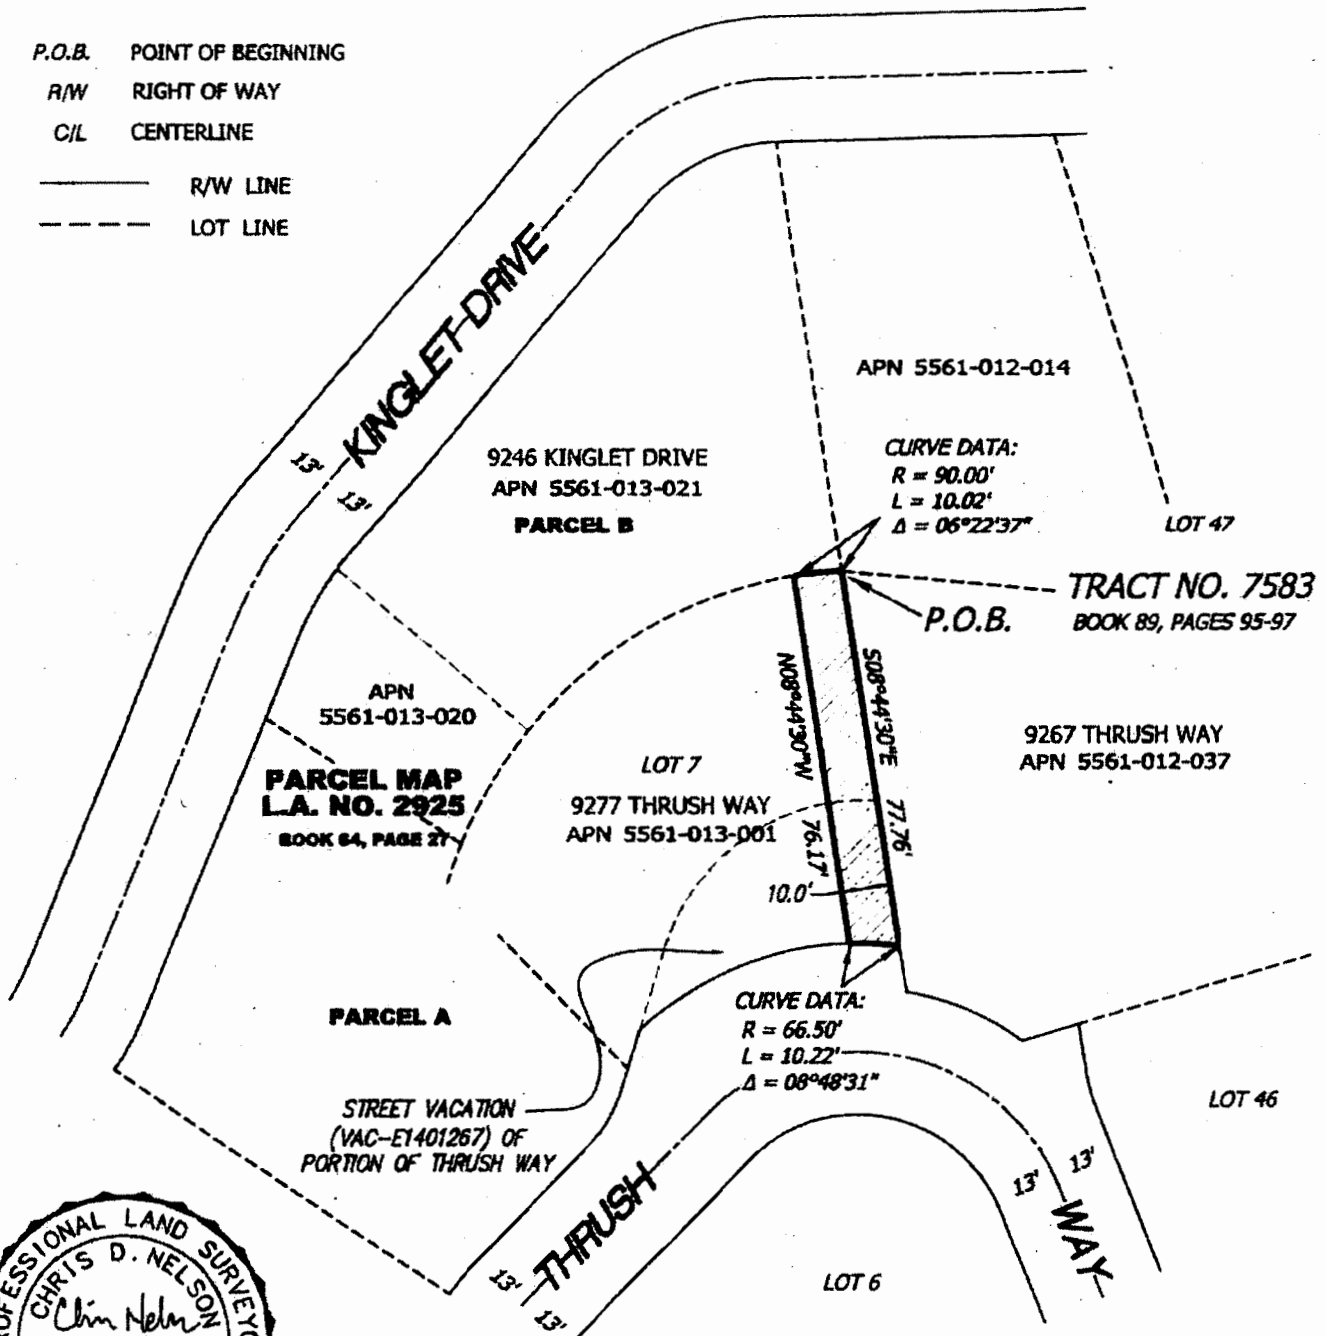 P.O.B. POINT OF BEGINNING
R/W RIGHT OF WAY
C/L CENTERLINE
R/W LINE
LOT LINE
KINGLET DRIVE
13'
13'
APN 5561-012-014
9246 KINGLET DRIVE
APN 5561-013-021
PARCEL B
CURVE DATA:
R = 90.00'
L = 10.02'
Δ = 06°22'37"
LOT 47
TRACT NO. 7583
BOOK 89, PAGES 95-97
P.O.B.
N08°44'30"W 76.17'
S08°44'30"E 77.76'
APN
5561-013-020
PARCEL MAP
L.A. NO. 2925
BOOK 64, PAGE 27
LOT 7
9277 THRUSH WAY
APN 5561-013-001
9267 THRUSH WAY
APN 5561-012-037
10.0'
PARCEL A
CURVE DATA:
R = 66.50'
L = 10.22'
Δ = 08°48'31"
STREET VACATION
(VAC-E1401267) OF
PORTION OF THRUSH WAY
LOT 46
THRUSH WAY
13'
13'
13'
13'
LOT 6
PROFESSIONAL LAND SURVEYO
CHRIS D. NELSON